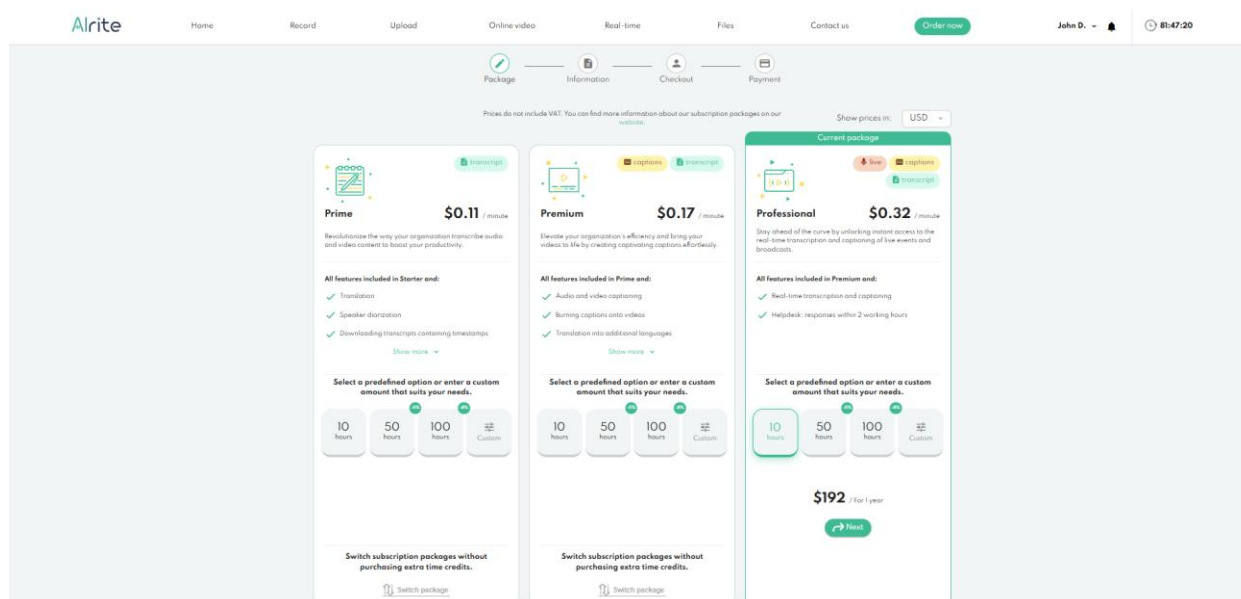 Alrite
Home
Record
Upload
Online video
Real-time
Files
Contact us
Order now
John D.
81:47:20
Package
Information
Checkout
Payment
Prices do not include VAT. You can find more information about our subscription packages on our
website.
Show prices in:
USD
transcript
Prime
$0.11 / minute
Revolutionize the way your organization transcribe audio
and video content to boost your productivity.
All features included in Starter and:
Translation
Speaker diarization
Downloading transcripts containing timestamps
Show more
Select a predefined option or enter a custom
amount that suits your needs.
10
hours
50
hours
100
hours
Custom
Switch subscription packages without
purchasing extra time credits.
Switch package
captions
transcript
Premium
$0.17 / minute
Elevate your organization's efficiency and bring your
videos to life by creating captivating captions effortlessly.
All features included in Prime and:
Audio and video captioning
Burning captions onto videos
Translation into additional languages
Show more
Select a predefined option or enter a custom
amount that suits your needs.
10
hours
50
hours
100
hours
Custom
Switch subscription packages without
purchasing extra time credits.
Switch package
Current package
live
captions
transcript
Professional
$0.32 / minute
Stay ahead of the curve by unlocking instant access to the
real-time transcription and captioning of live events and
broadcasts.
All features included in Premium and:
Real-time transcription and captioning
Helpdesk: responses within 2 working hours
Select a predefined option or enter a custom
amount that suits your needs.
10
hours
50
hours
100
hours
Custom
$192 / For 1 year
Next